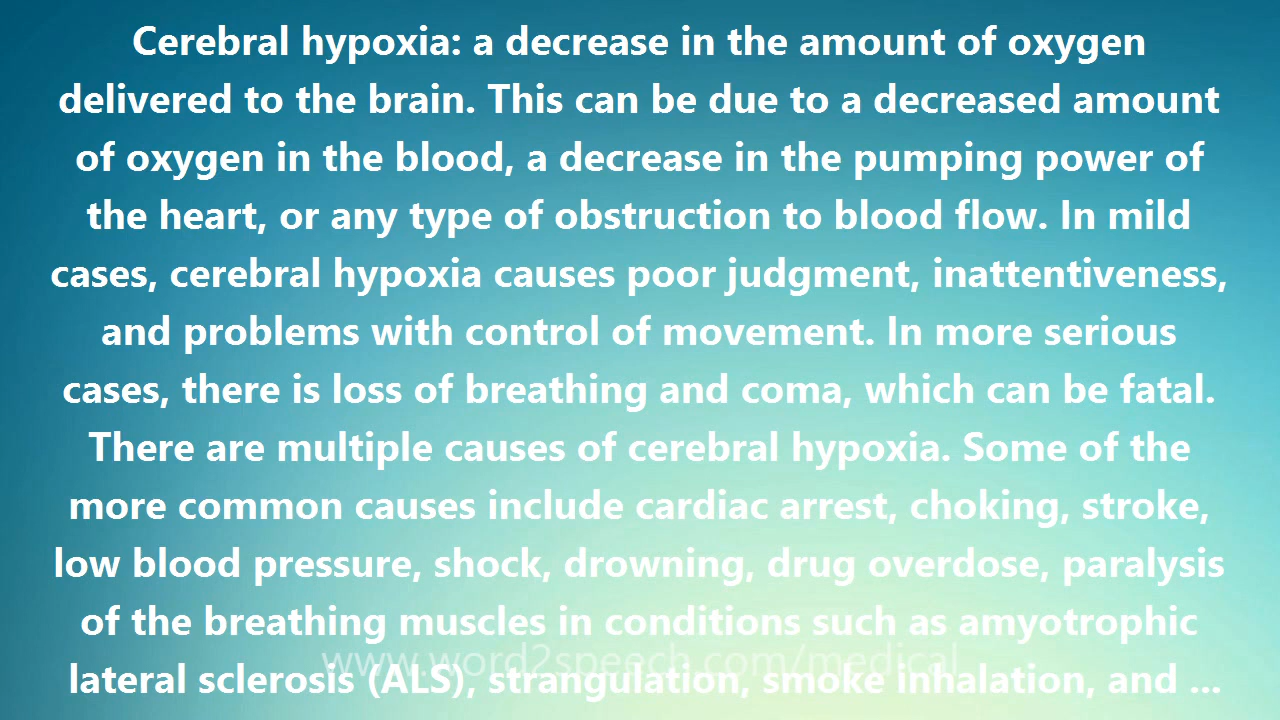 Cerebral hypoxia: a decrease in the amount of oxygen
delivered to the brain. This can be due to a decreased amount
of oxygen in the blood, a decrease in the pumping power of
the heart, or any type of obstruction to blood flow. In mild
cases, cerebral hypoxia causes poor judgment, inattentiveness,
and problems with control of movement. In more serious
cases, there is loss of breathing and coma, which can be fatal.
There are multiple causes of cerebral hypoxia. Some of the
more common causes include cardiac arrest, choking, stroke,
low blood pressure, shock, drowning, drug overdose, paralysis
of the breathing muscles in conditions such as amyotrophic
www.word2speech.com/medical
lateral sclerosis (ALS), strangulation, smoke inhalation, and ...